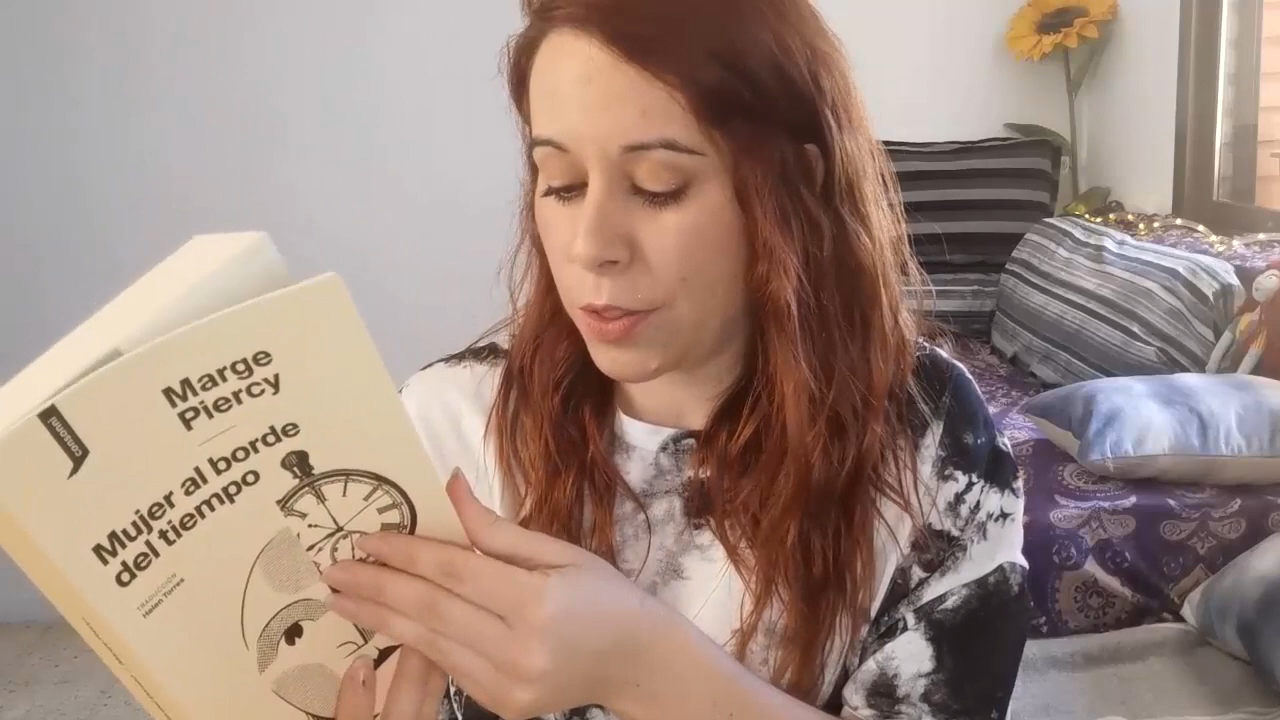 consonni
Marge
Piercy
Mujer al borde
del tiempo
TRADUCCIÓN
Helen Torres